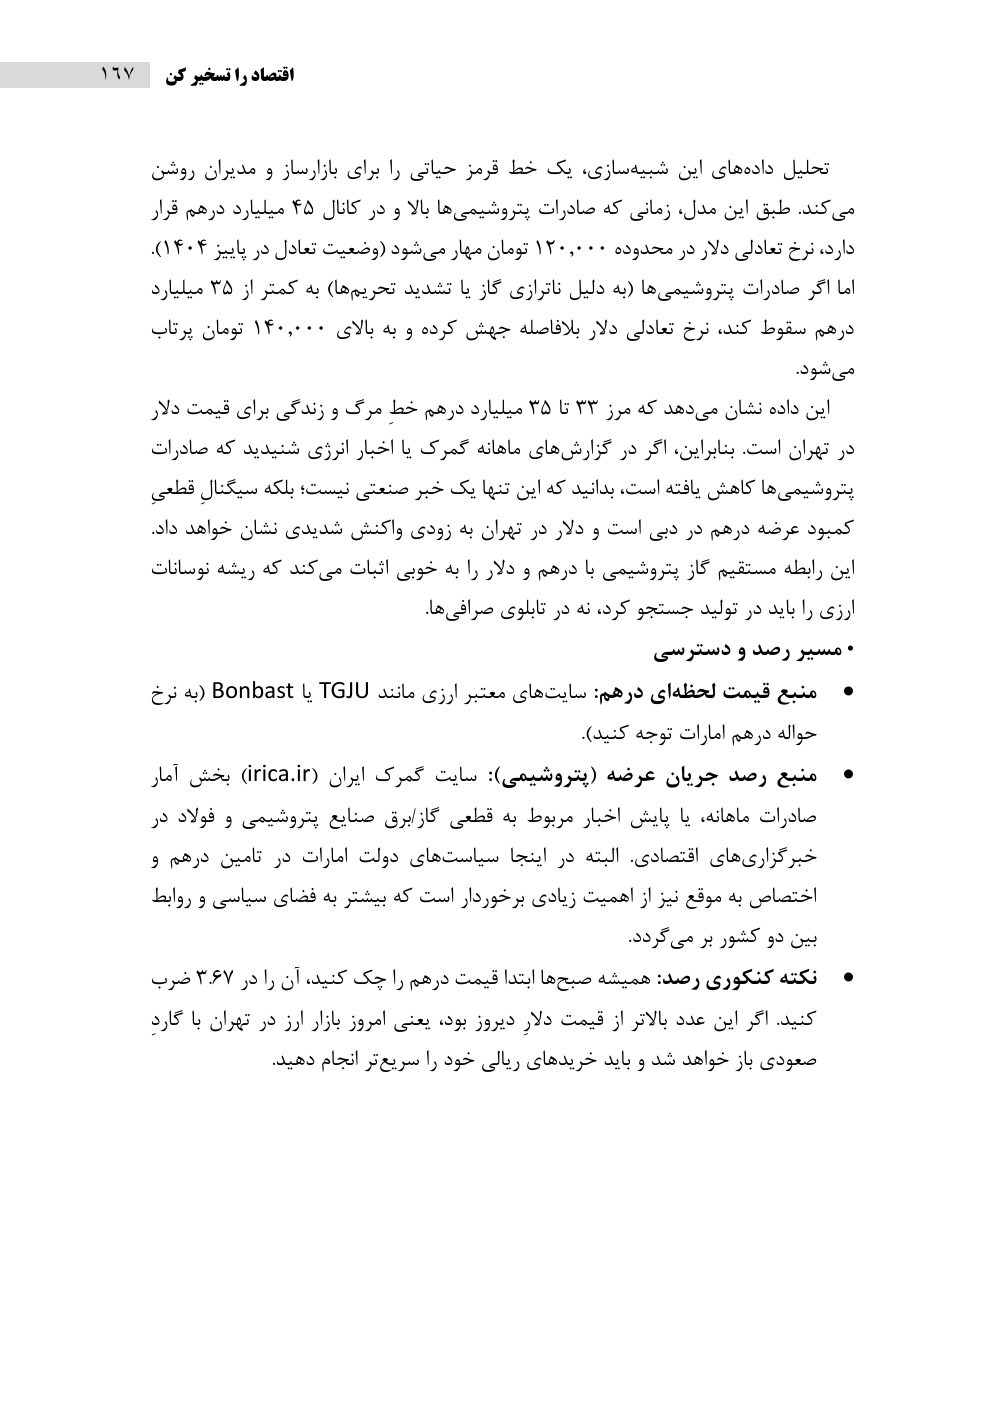 اقتصاد را تسخیر کن ۱۶۷
تحلیل داده‌های این شبیه‌سازی، یک خط قرمز حیاتی را برای بازارساز و مدیران روشن
می‌کند. طبق این مدل، زمانی که صادرات پتروشیمی‌ها بالا و در کانال ۴۵ میلیارد درهم قرار
دارد، نرخ تعادلی دلار در محدوده ۱۲۰,۰۰۰ تومان مهار می‌شود (وضعیت تعادل در پاییز ۱۴۰۴).
اما اگر صادرات پتروشیمی‌ها (به دلیل ناترازی گاز یا تشدید تحریم‌ها) به کمتر از ۳۵ میلیارد
درهم سقوط کند، نرخ تعادلی دلار بلافاصله جهش کرده و به بالای ۱۴۰,۰۰۰ تومان پرتاب
می‌شود.
این داده نشان می‌دهد که مرز ۳۳ تا ۳۵ میلیارد درهم خطِ مرگ و زندگی برای قیمت دلار
در تهران است. بنابراین، اگر در گزارش‌های ماهانه گمرک یا اخبار انرژی شنیدید که صادرات
پتروشیمی‌ها کاهش یافته است، بدانید که این تنها یک خبر صنعتی نیست؛ بلکه سیگنالِ قطعیِ
کمبود عرضه درهم در دبی است و دلار در تهران به زودی واکنش شدیدی نشان خواهد داد.
این رابطه مستقیم گاز پتروشیمی با درهم و دلار را به خوبی اثبات می‌کند که ریشه نوسانات
ارزی را باید در تولید جستجو کرد، نه در تابلوی صرافی‌ها.
• مسیر رصد و دسترسی
● منبع قیمت لحظه‌ای درهم: سایت‌های معتبر ارزی مانند TGJU یا Bonbast (به نرخ
حواله درهم امارات توجه کنید).
● منبع رصد جریان عرضه (پتروشیمی): سایت گمرک ایران (irica.ir) بخش آمار
صادرات ماهانه، یا پایش اخبار مربوط به قطعی گاز/برق صنایع پتروشیمی و فولاد در
خبرگزاری‌های اقتصادی. البته در اینجا سیاست‌های دولت امارات در تامین درهم و
اختصاص به موقع نیز از اهمیت زیادی برخوردار است که بیشتر به فضای سیاسی و روابط
بین دو کشور بر می‌گردد.
● نکته کنکوری رصد: همیشه صبح‌ها ابتدا قیمت درهم را چک کنید، آن را در ۳.۶۷ ضرب
کنید. اگر این عدد بالاتر از قیمت دلارِ دیروز بود، یعنی امروز بازار ارز در تهران با گاردِ
صعودی باز خواهد شد و باید خریدهای ریالی خود را سریع‌تر انجام دهید.